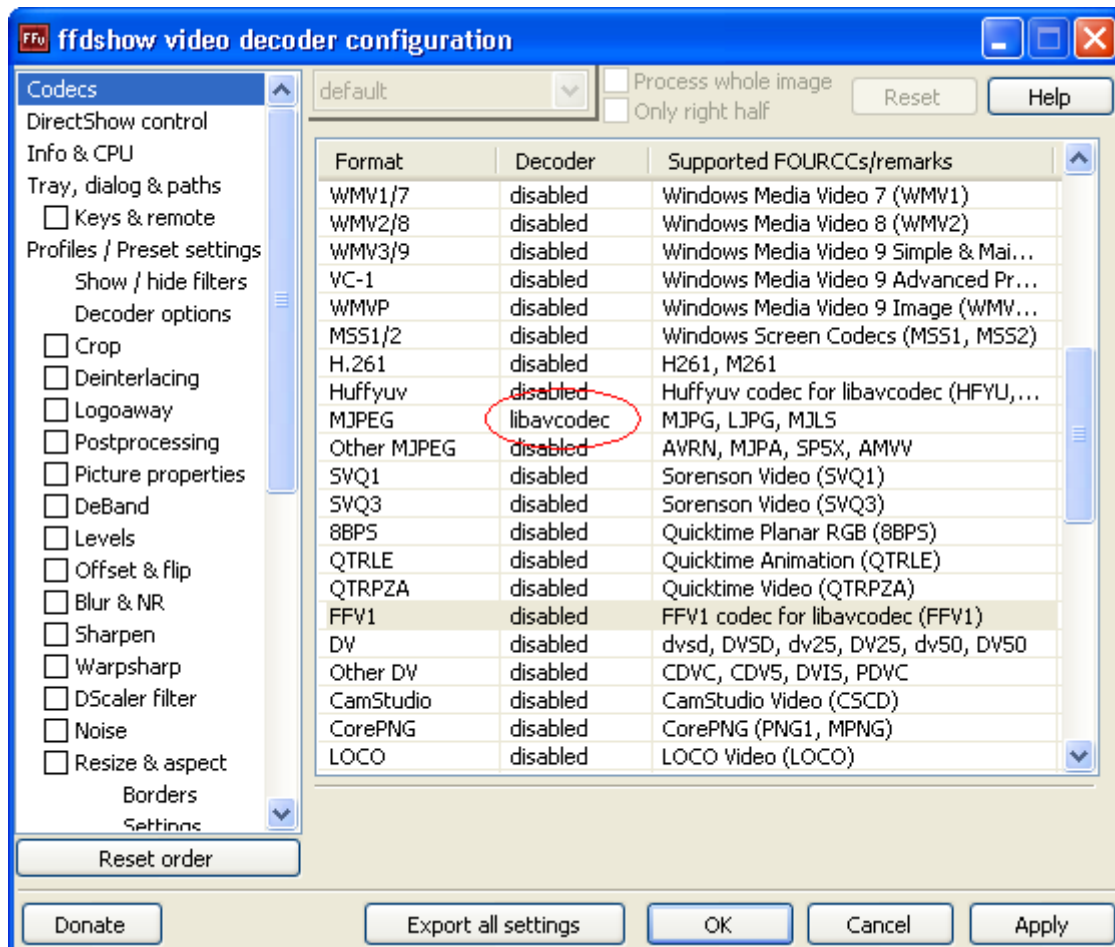 FFv ffdshow video decoder configuration
Codecs
DirectShow control
Info & CPU
Tray, dialog & paths
Keys & remote
Profiles / Preset settings
Show / hide filters
Decoder options
Crop
Deinterlacing
Logoaway
Postprocessing
Picture properties
DeBand
Levels
Offset & flip
Blur & NR
Sharpen
Warpsharp
DScaler filter
Noise
Resize & aspect
Borders
Settings
Reset order
default
Process whole image
Only right half
Reset
Help
Format Decoder Supported FOURCCs/remarks
WMV1/7 disabled Windows Media Video 7 (WMV1)
WMV2/8 disabled Windows Media Video 8 (WMV2)
WMV3/9 disabled Windows Media Video 9 Simple & Mai...
VC-1 disabled Windows Media Video 9 Advanced Pr...
WMVP disabled Windows Media Video 9 Image (WMV...
MSS1/2 disabled Windows Screen Codecs (MSS1, MSS2)
H.261 disabled H261, M261
Huffyuv disabled Huffyuv codec for libavcodec (HFYU,...
MJPEG libavcodec MJPG, LJPG, MJLS
Other MJPEG disabled AVRN, MJPA, SP5X, AMVV
SVQ1 disabled Sorenson Video (SVQ1)
SVQ3 disabled Sorenson Video (SVQ3)
8BPS disabled Quicktime Planar RGB (8BPS)
QTRLE disabled Quicktime Animation (QTRLE)
QTRPZA disabled Quicktime Video (QTRPZA)
FFV1 disabled FFV1 codec for libavcodec (FFV1)
DV disabled dvsd, DVSD, dv25, DV25, dv50, DV50
Other DV disabled CDVC, CDV5, DVIS, PDVC
CamStudio disabled CamStudio Video (CSCD)
CorePNG disabled CorePNG (PNG1, MPNG)
LOCO disabled LOCO Video (LOCO)
Donate
Export all settings
OK
Cancel
Apply